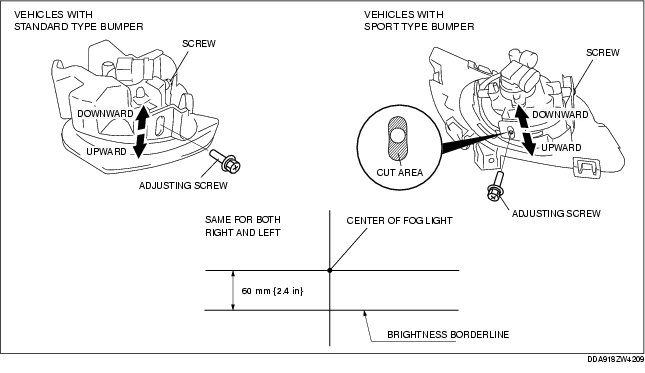 VEHICLES WITH
STANDARD TYPE BUMPER
SCREW
DOWNWARD
UPWARD
ADJUSTING SCREW
VEHICLES WITH
SPORT TYPE BUMPER
SCREW
DOWNWARD
UPWARD
CUT AREA
ADJUSTING SCREW
SAME FOR BOTH
RIGHT AND LEFT
CENTER OF FOG LIGHT
60 mm {2.4 in}
BRIGHTNESS BORDERLINE
DDA918ZW4209